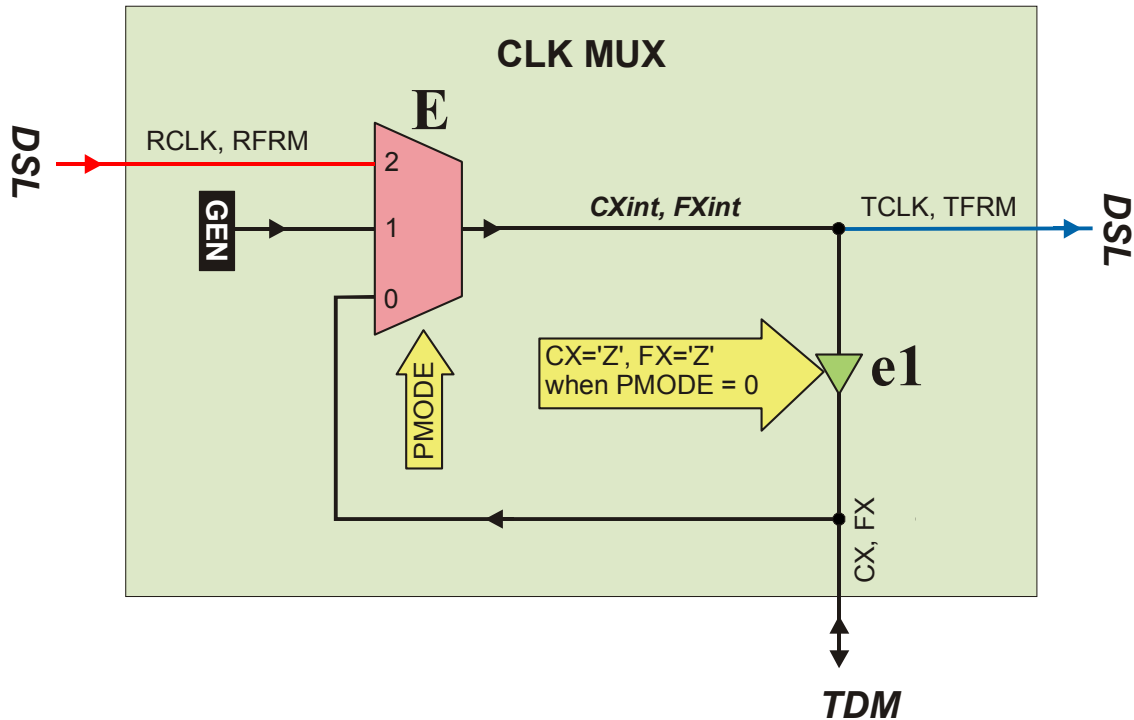 CLK MUX
E
DSL
RCLK, RFRM
2
GEN
1
CXint, FXint
TCLK, TFRM
DSL
0
PMODE
CX='Z', FX='Z'
when PMODE = 0
e1
CX, FX
TDM